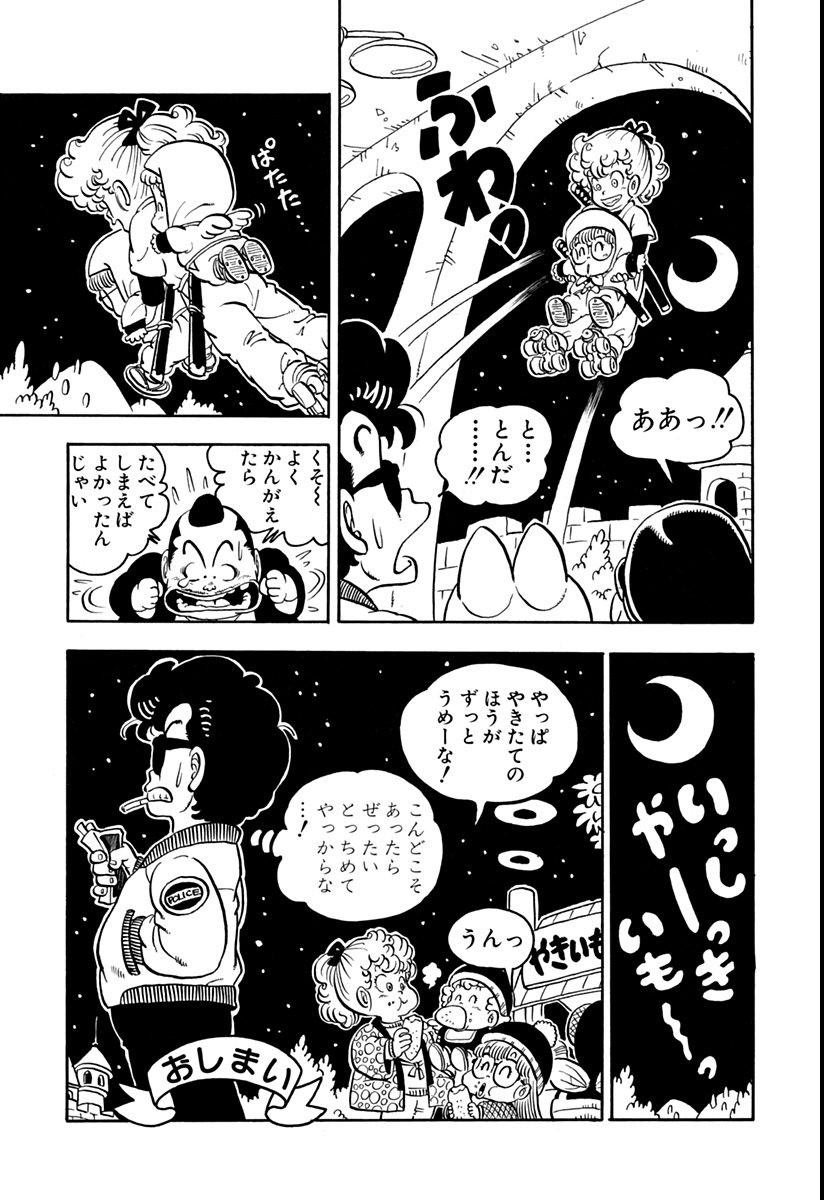 ふわっ
ああっ!!
と…
とんだ
……!!
ぱたた…
くそ〜
よく
かんがえ
たら
たべて
しまえば
よかったん
じゃい
いっしっき
やーー
いも〜〜っ
やっぱ
やきたての
ほうが
ずっと
うめーな!
うんっ
やきいも
こんどこそ
あったら
ぜったい
とっちめて
やっからな
…!
POLICE
おしまい